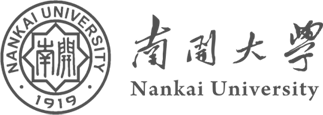 NANKAI UNIVERSITY
南開
· 1919 ·
南開大學
Nankai University